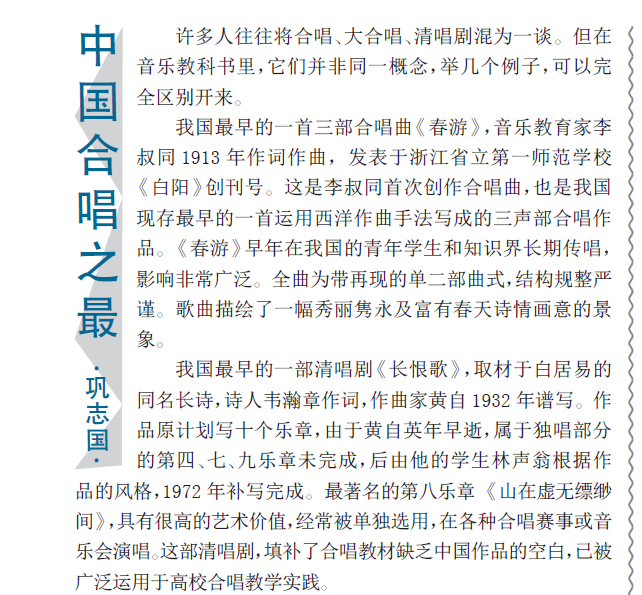 中国合唱之最
·巩志国·
许多人往往将合唱、大合唱、清唱剧混为一谈。但在
音乐教科书里,它们并非同一概念,举几个例子,可以完
全区别开来。
我国最早的一首三部合唱曲《春游》,音乐教育家李
叔同 1913 年作词作曲，发表于浙江省立第一师范学校
《白阳》创刊号。这是李叔同首次创作合唱曲,也是我国
现存最早的一首运用西洋作曲手法写成的三声部合唱作
品。《春游》早年在我国的青年学生和知识界长期传唱,
影响非常广泛。全曲为带再现的单二部曲式,结构规整严
谨。歌曲描绘了一幅秀丽隽永及富有春天诗情画意的景
象。
我国最早的一部清唱剧《长恨歌》,取材于白居易的
同名长诗,诗人韦瀚章作词,作曲家黄自 1932 年谱写。作
品原计划写十个乐章,由于黄自英年早逝,属于独唱部分
的第四、七、九乐章未完成,后由他的学生林声翁根据作
品的风格,1972 年补写完成。最著名的第八乐章《山在虚无缥缈
间》,具有很高的艺术价值,经常被单独选用,在各种合唱赛事或音
乐会演唱。这部清唱剧,填补了合唱教材缺乏中国作品的空白,已被
广泛运用于高校合唱教学实践。